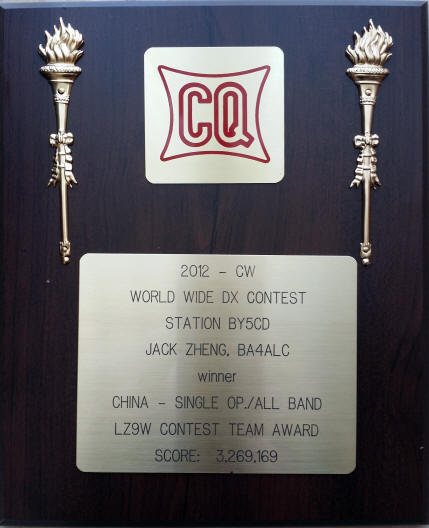 CQ
2012 - CW
WORLD WIDE DX CONTEST
STATION BY5CD
JACK ZHENG, BA4ALC
winner
CHINA - SINGLE OP./ALL BAND
LZ9W CONTEST TEAM AWARD
SCORE: 3,269,169